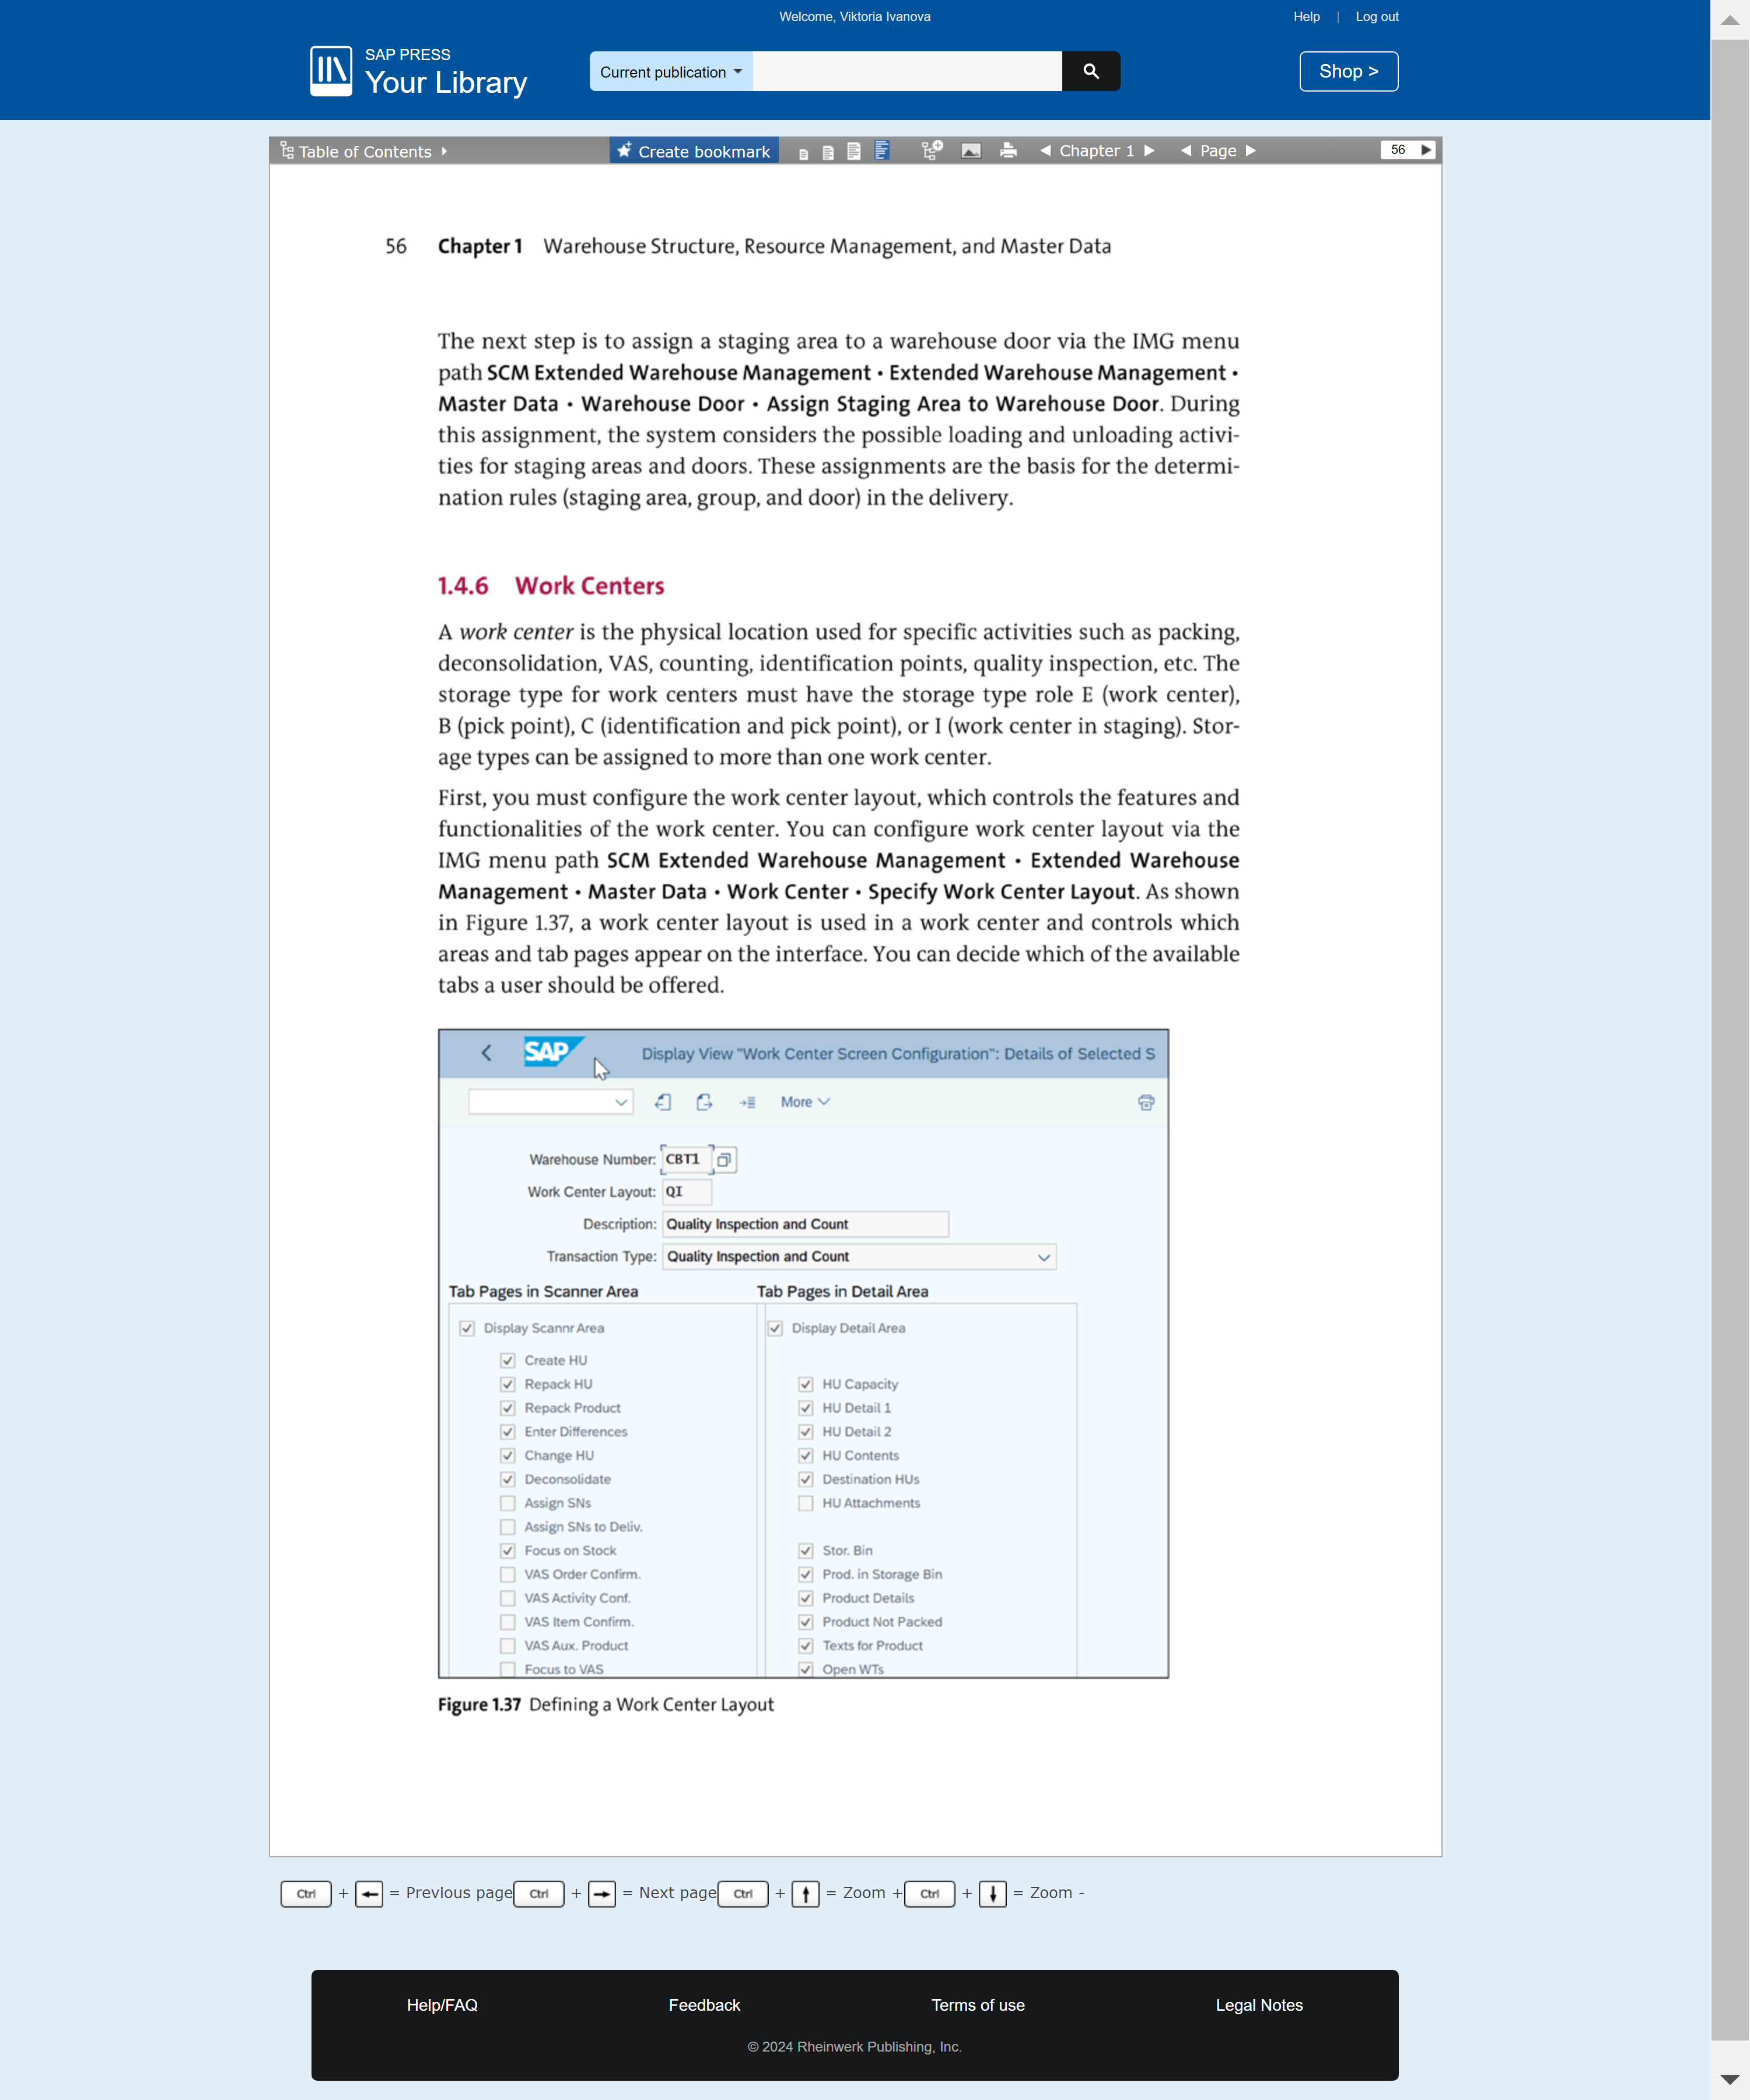 Welcome, Viktoria Ivanova
Help | Log out
SAP PRESS
Your Library
Current publication
Shop >
Table of Contents
Create bookmark
Chapter 1
Page
56
56 Chapter 1 Warehouse Structure, Resource Management, and Master Data
The next step is to assign a staging area to a warehouse door via the IMG menu
path SCM Extended Warehouse Management • Extended Warehouse Management •
Master Data • Warehouse Door • Assign Staging Area to Warehouse Door. During
this assignment, the system considers the possible loading and unloading activi-
ties for staging areas and doors. These assignments are the basis for the determi-
nation rules (staging area, group, and door) in the delivery.
1.4.6 Work Centers
A work center is the physical location used for specific activities such as packing,
deconsolidation, VAS, counting, identification points, quality inspection, etc. The
storage type for work centers must have the storage type role E (work center),
B (pick point), C (identification and pick point), or I (work center in staging). Stor-
age types can be assigned to more than one work center.
First, you must configure the work center layout, which controls the features and
functionalities of the work center. You can configure work center layout via the
IMG menu path SCM Extended Warehouse Management • Extended Warehouse
Management • Master Data • Work Center • Specify Work Center Layout. As shown
in Figure 1.37, a work center layout is used in a work center and controls which
areas and tab pages appear on the interface. You can decide which of the available
tabs a user should be offered.
SAP
Display View "Work Center Screen Configuration": Details of Selected S
More
Warehouse Number: CBT1
Work Center Layout: QI
Description: Quality Inspection and Count
Transaction Type: Quality Inspection and Count
Tab Pages in Scanner Area
Display Scannr Area
Create HU
Repack HU
Repack Product
Enter Differences
Change HU
Deconsolidate
Assign SNs
Assign SNs to Deliv.
Focus on Stock
VAS Order Confirm.
VAS Activity Conf.
VAS Item Confirm.
VAS Aux. Product
Focus to VAS
Tab Pages in Detail Area
Display Detail Area
HU Capacity
HU Detail 1
HU Detail 2
HU Contents
Destination HUs
HU Attachments
Stor. Bin
Prod. in Storage Bin
Product Details
Product Not Packed
Texts for Product
Open WTs
Figure 1.37 Defining a Work Center Layout
Ctrl + ← = Previous page Ctrl + → = Next page Ctrl + ↑ = Zoom + Ctrl + ↓ = Zoom -
Help/FAQ
Feedback
Terms of use
Legal Notes
© 2024 Rheinwerk Publishing, Inc.